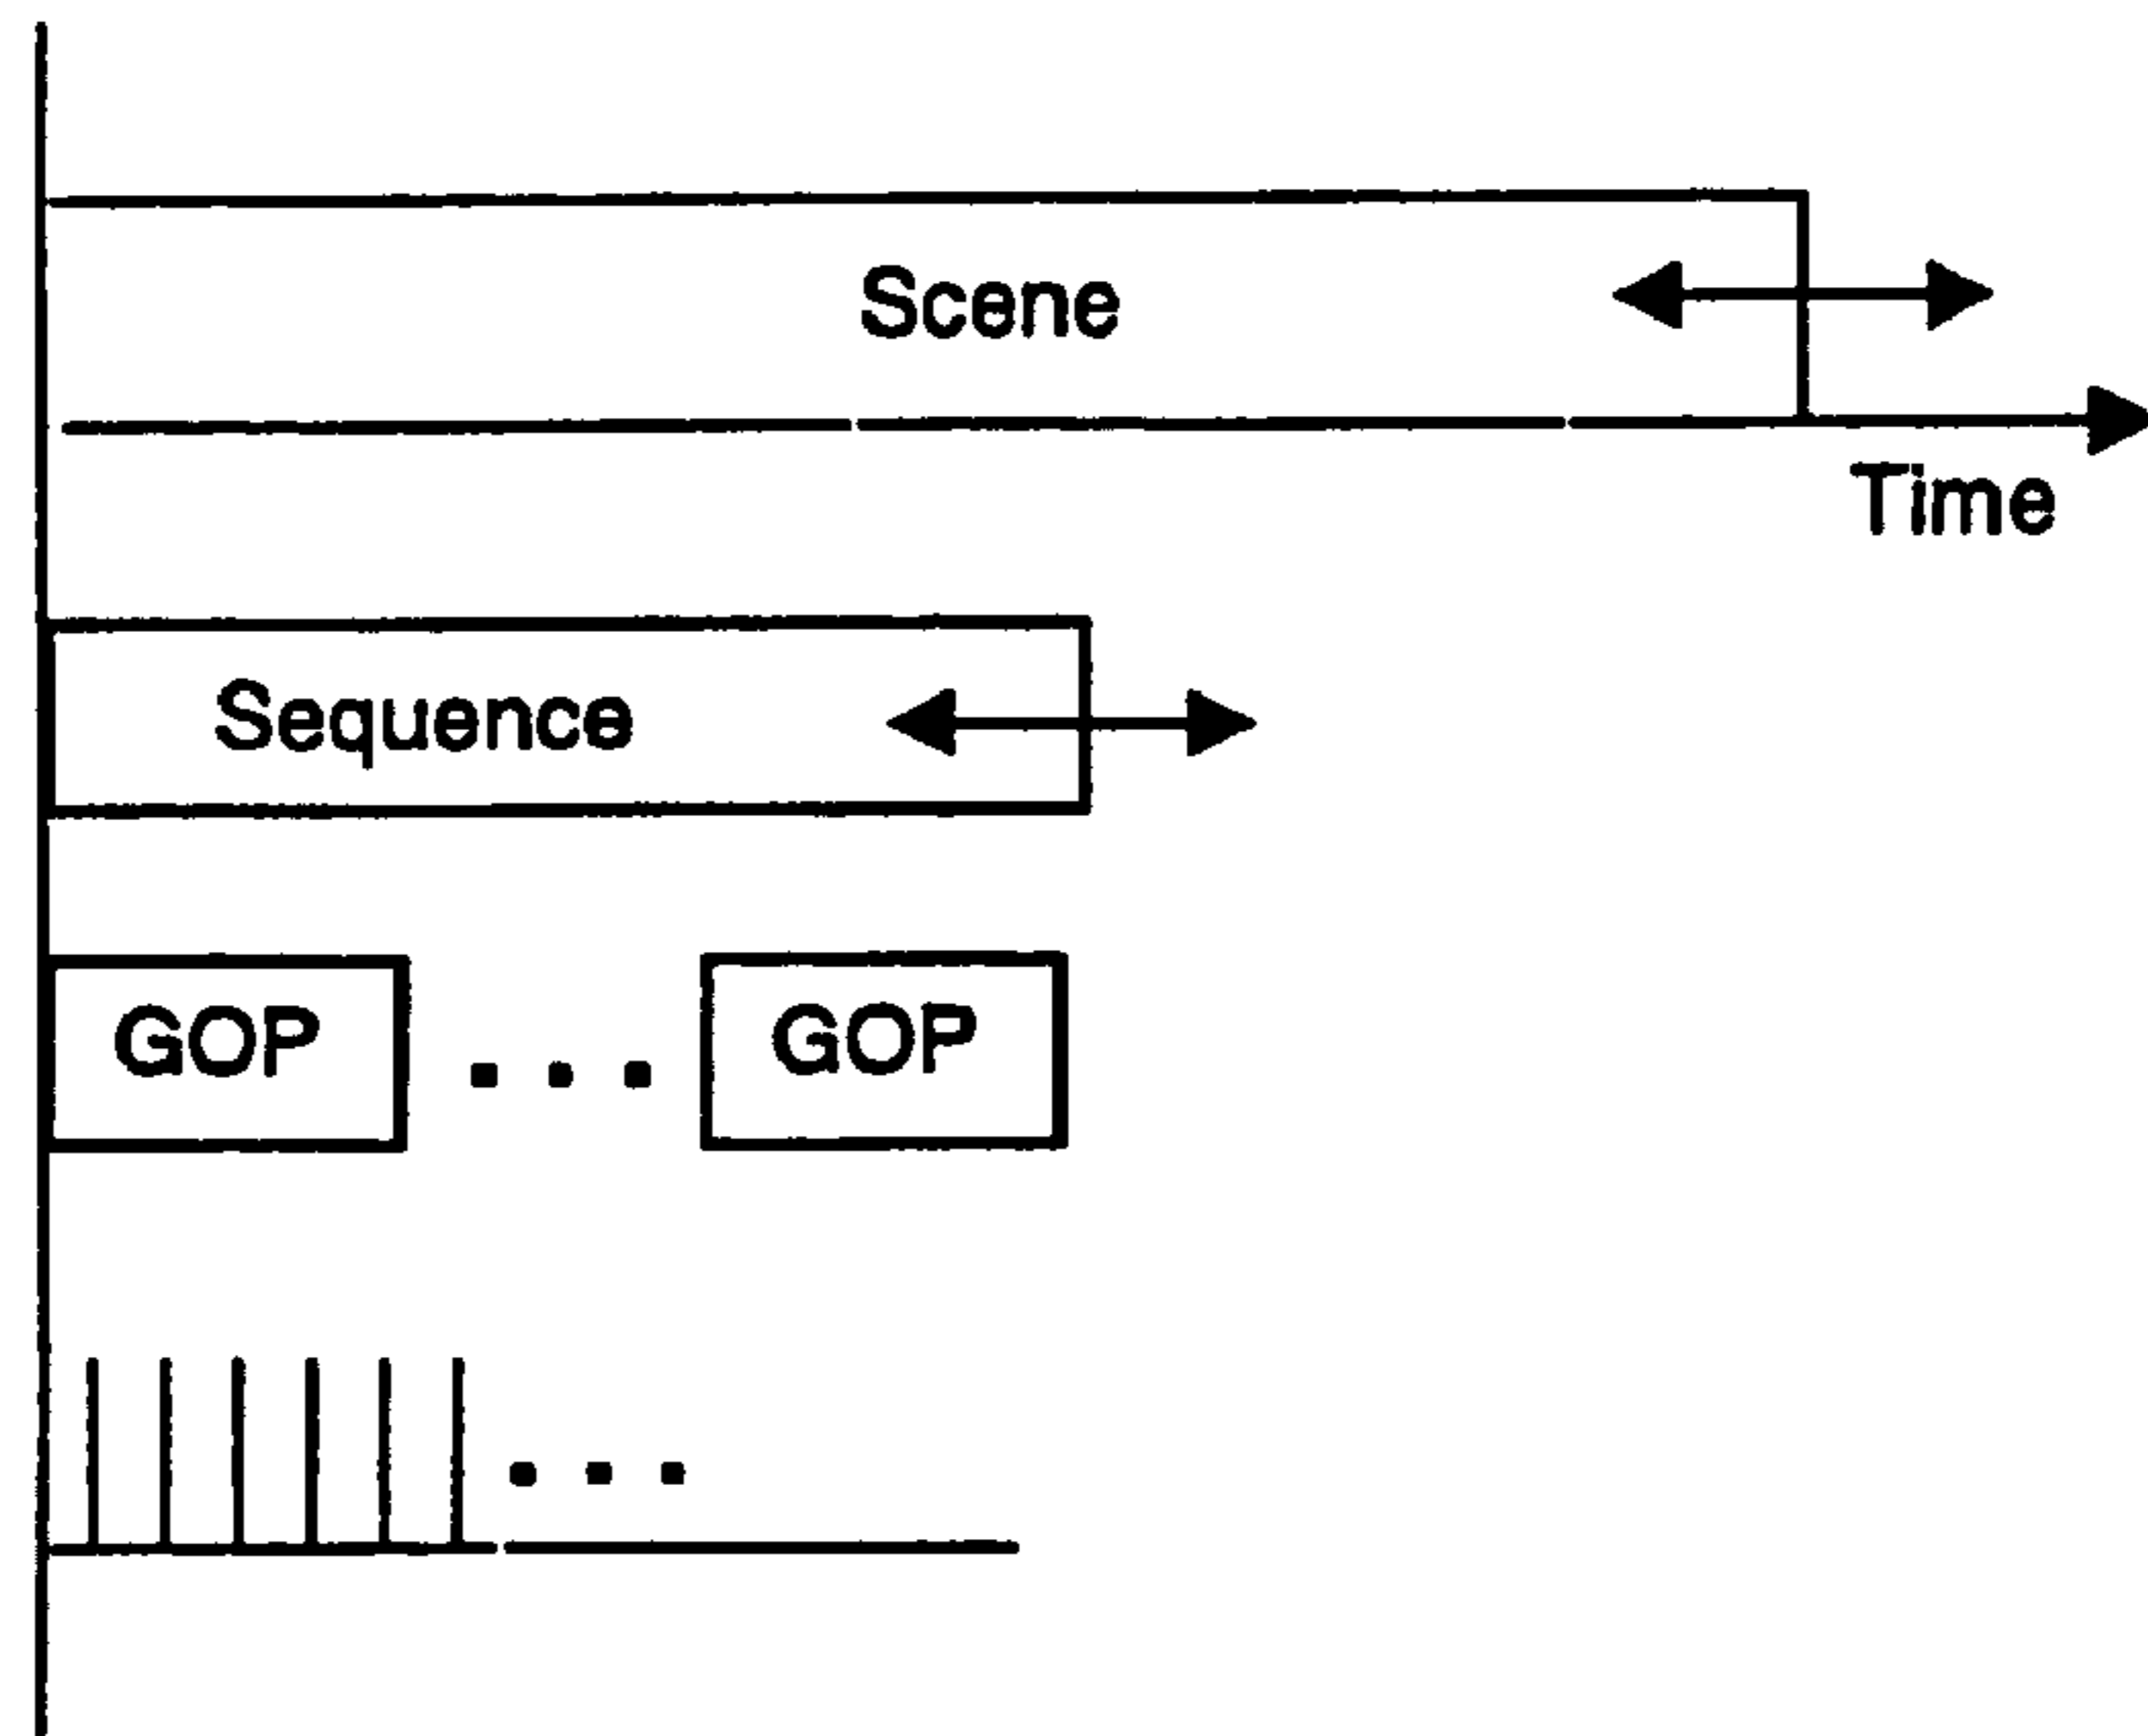 Scene
Time
Sequence
GOP . . . GOP
. . .